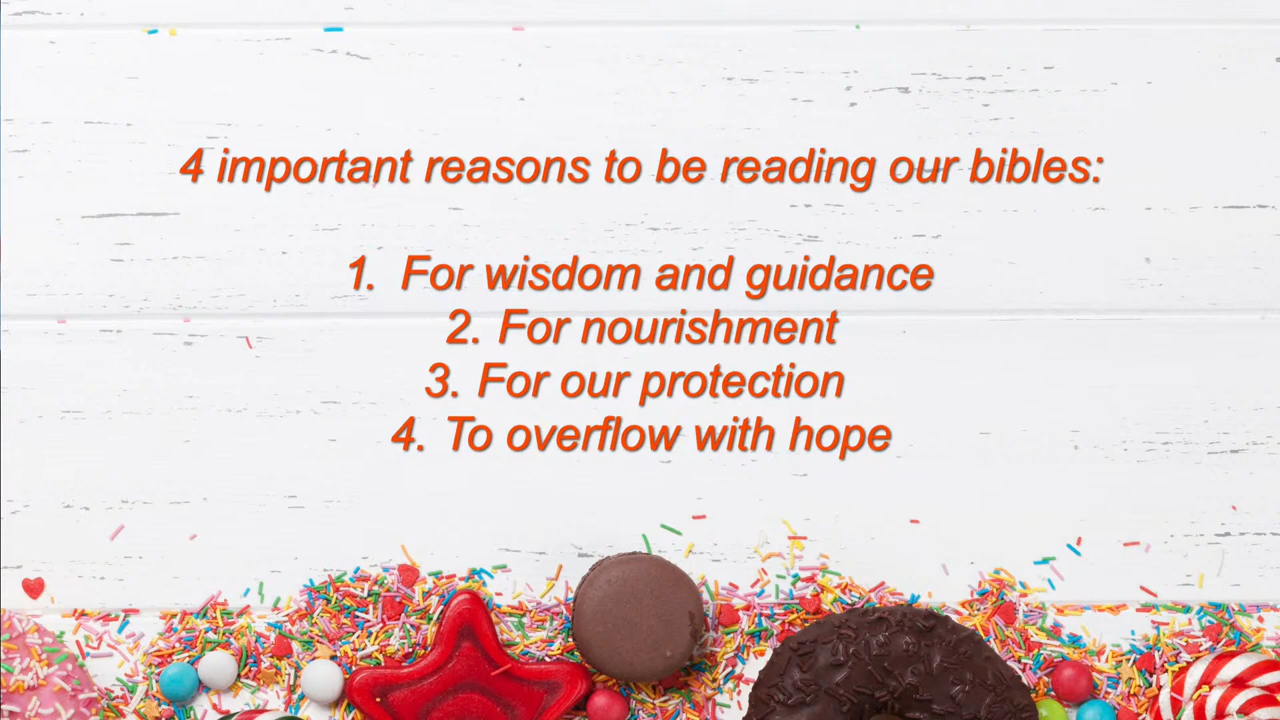 4 important reasons to be reading our bibles:
1. For wisdom and guidance
2. For nourishment
3. For our protection
4. To overflow with hope